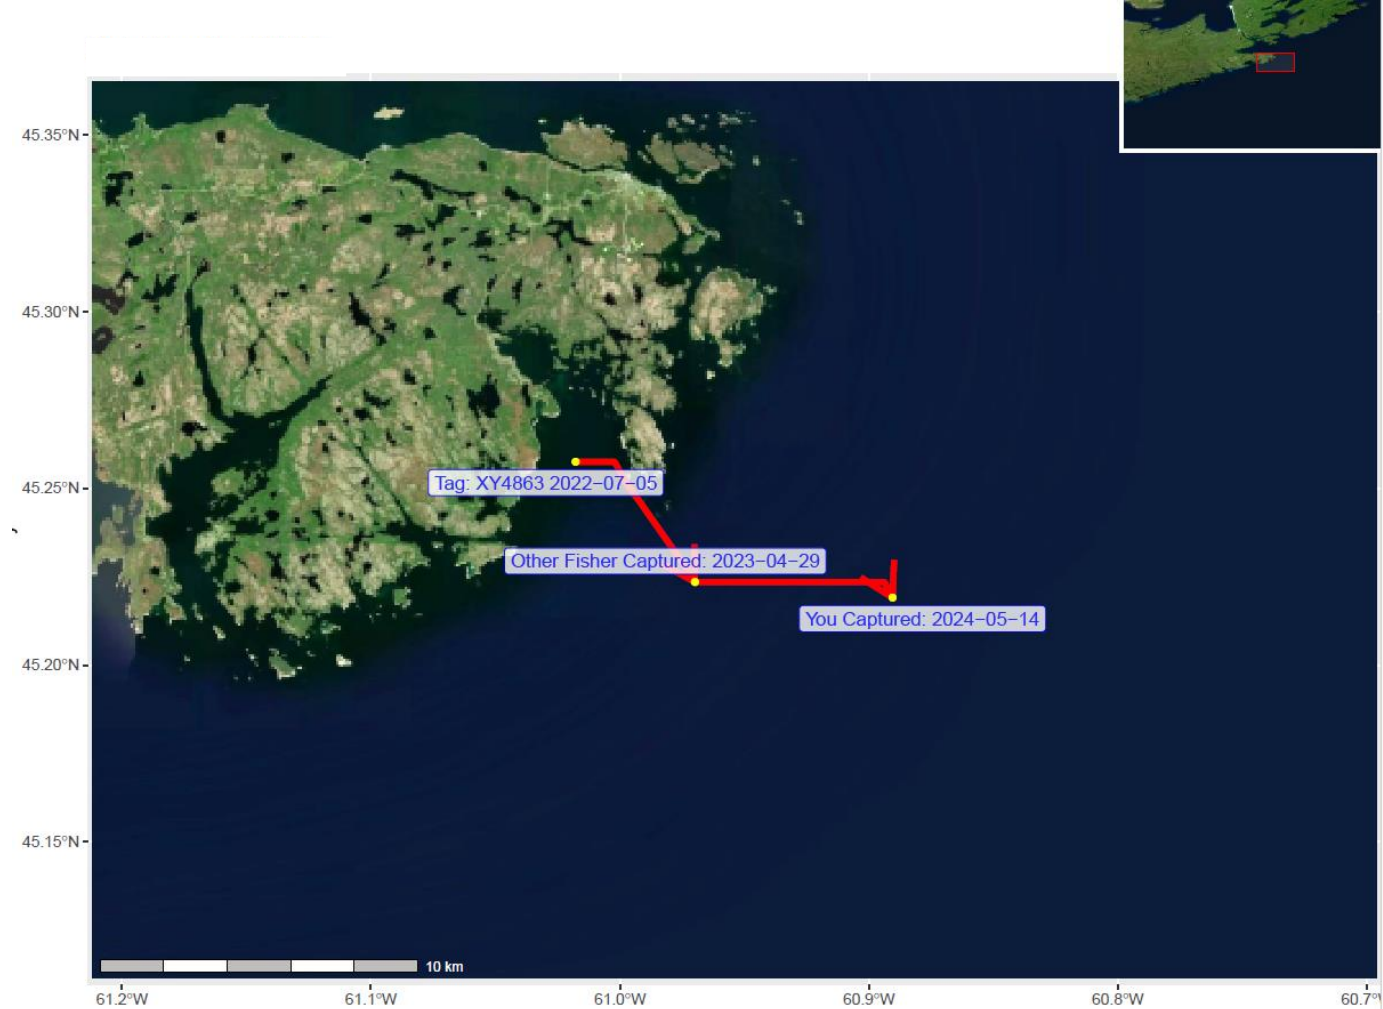 45.35°N
45.30°N
45.25°N
45.20°N
45.15°N
Tag: XY4863 2022−07−05
Other Fisher Captured: 2023−04−29
You Captured: 2024−05−14
10 km
61.2°W
61.1°W
61.0°W
60.9°W
60.8°W
60.7°